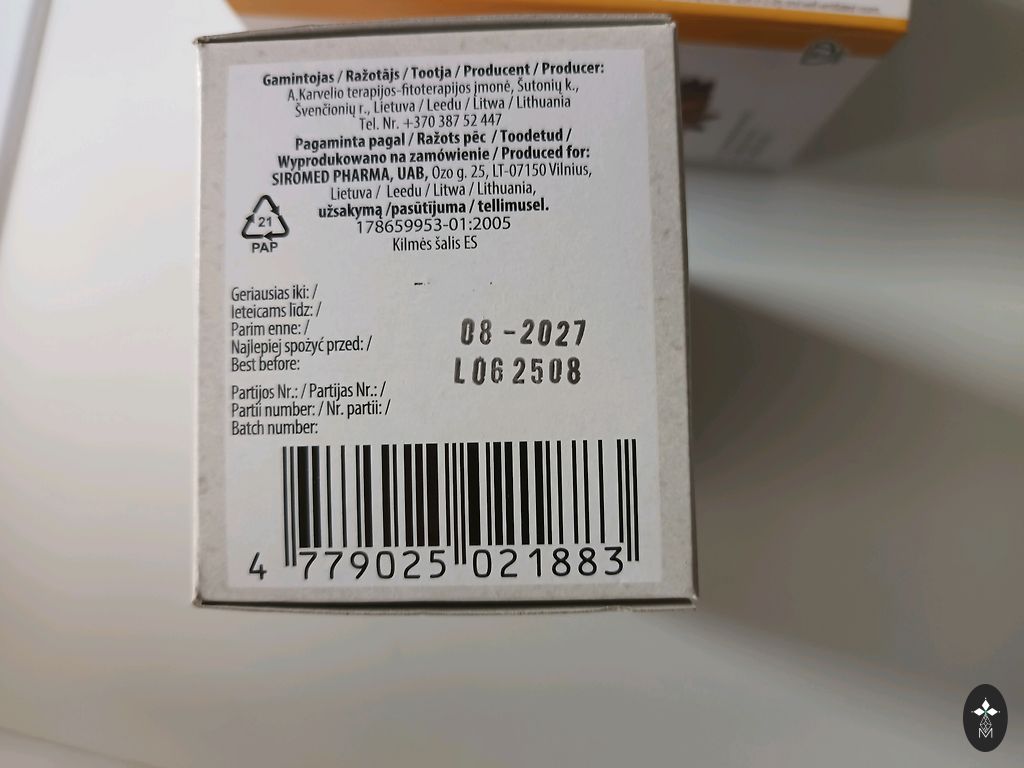 Gamintojas / Ražotājs / Tootja / Producent / Producer:
A.Karvelio terapijos-fitoterapijos įmonė, Šutonių k.,
Švenčionių r., Lietuva / Leedu / Litwa / Lithuania
Tel. Nr. +370 387 52 447
Pagaminta pagal / Ražots pēc / Toodetud /
Wyprodukowano na zamówienie / Produced for:
SIROMED PHARMA, UAB, Ozo g. 25, LT-07150 Vilnius,
Lietuva / Leedu / Litwa / Lithuania,
užsakymą /pasūtījuma / tellimusel.
178659953-01:2005
Kilmės šalis ES
21
PAP
Geriausias iki: /
Ieteicams līdz: /
Parim enne: /
Najlepiej spożyć przed: /
Best before:
08-2027
L062508
Partijos Nr.: / Partijas Nr.: /
Partii number: / Nr. partii: /
Batch number:
4 779025 021883
M